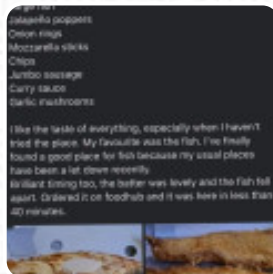 Large fish
Jalapeño poppers
Onion rings
Mozzarella sticks
Chips
Jumbo sausage
Curry sauce
Garlic mushrooms
I like the taste of everything, especially when I haven't
tried the place. My favourite was the fish. I've finally
found a good place for fish because my usual places
have been a let down recently.
Brilliant timing too, the batter was lovely and the fish fell
apart. Ordered it on foodhub and it was here in less than
40 minutes.